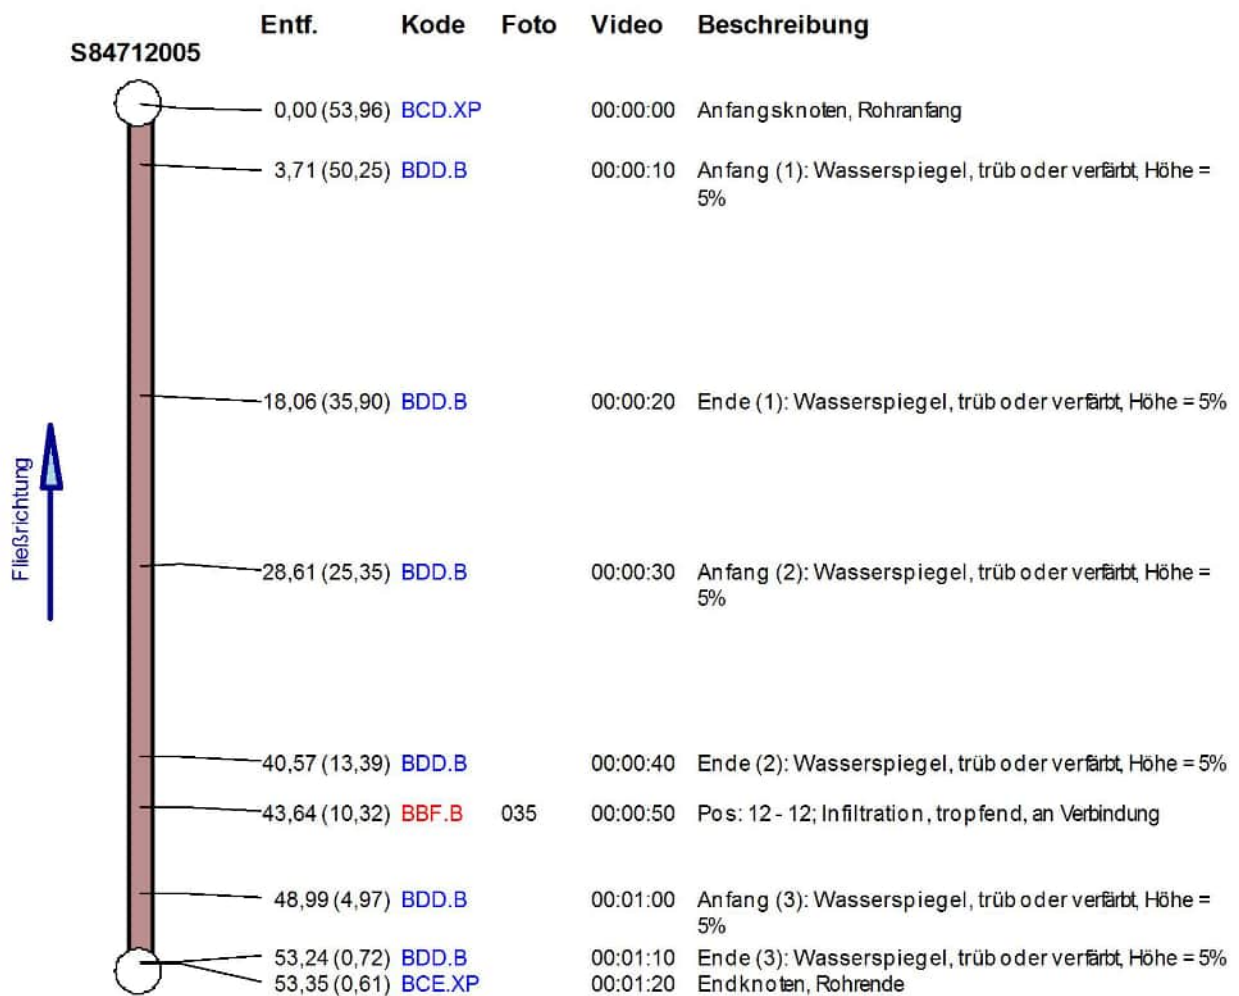 Entf. Kode Foto Video Beschreibung
S84712005
0,00 (53,96) BCD.XP 00:00:00 Anfangsknoten, Rohranfang
3,71 (50,25) BDD.B 00:00:10 Anfang (1): Wasserspiegel, trüb oder verfärbt, Höhe =
5%
18,06 (35,90) BDD.B 00:00:20 Ende (1): Wasserspiegel, trüb oder verfärbt, Höhe = 5%
Fließrichtung
28,61 (25,35) BDD.B 00:00:30 Anfang (2): Wasserspiegel, trüb oder verfärbt, Höhe =
5%
40,57 (13,39) BDD.B 00:00:40 Ende (2): Wasserspiegel, trüb oder verfärbt, Höhe = 5%
43,64 (10,32) BBF.B 035 00:00:50 Pos: 12 - 12; Infiltration, tropfend, an Verbindung
48,99 (4,97) BDD.B 00:01:00 Anfang (3): Wasserspiegel, trüb oder verfärbt, Höhe =
5%
53,24 (0,72) BDD.B 00:01:10 Ende (3): Wasserspiegel, trüb oder verfärbt, Höhe = 5%
53,35 (0,61) BCE.XP 00:01:20 Endknoten, Rohrende